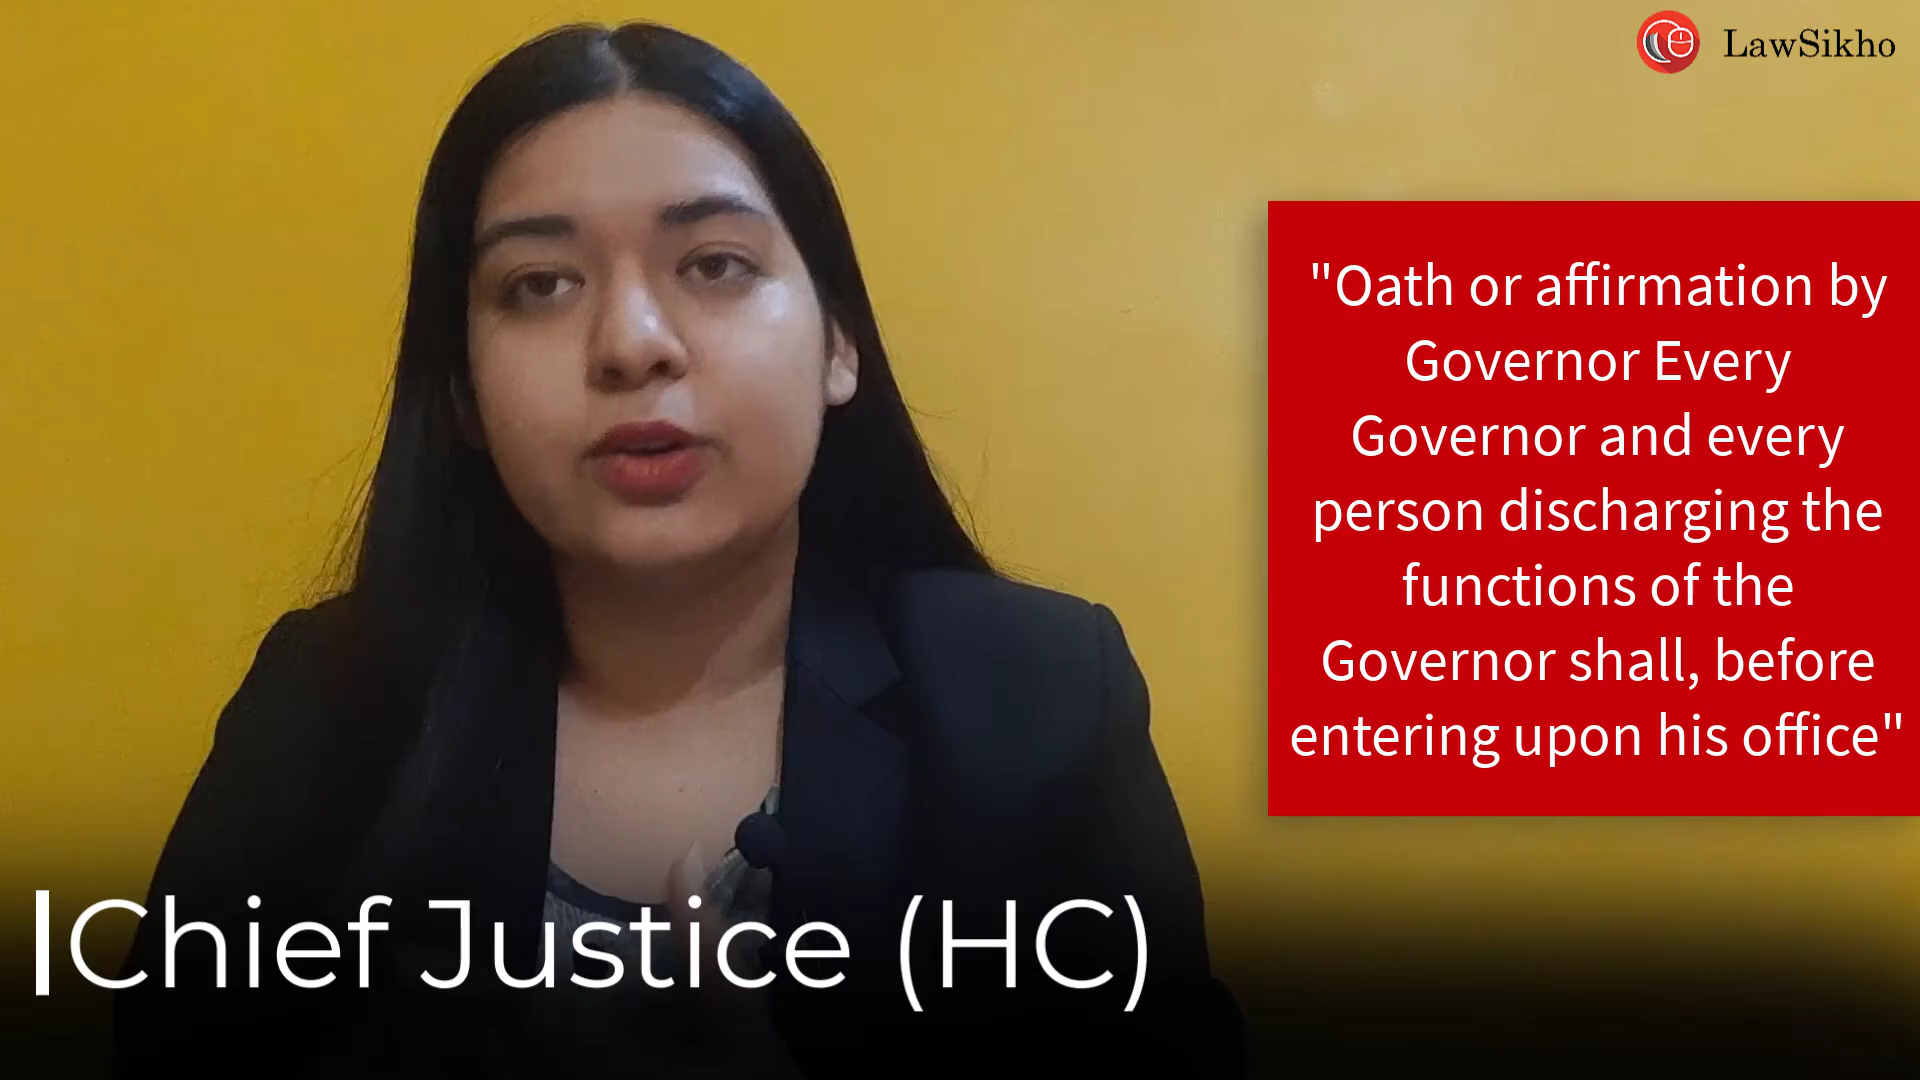 LawSikho
"Oath or affirmation by
Governor Every
Governor and every
person discharging the
functions of the
Governor shall, before
entering upon his office"
Chief Justice (HC)